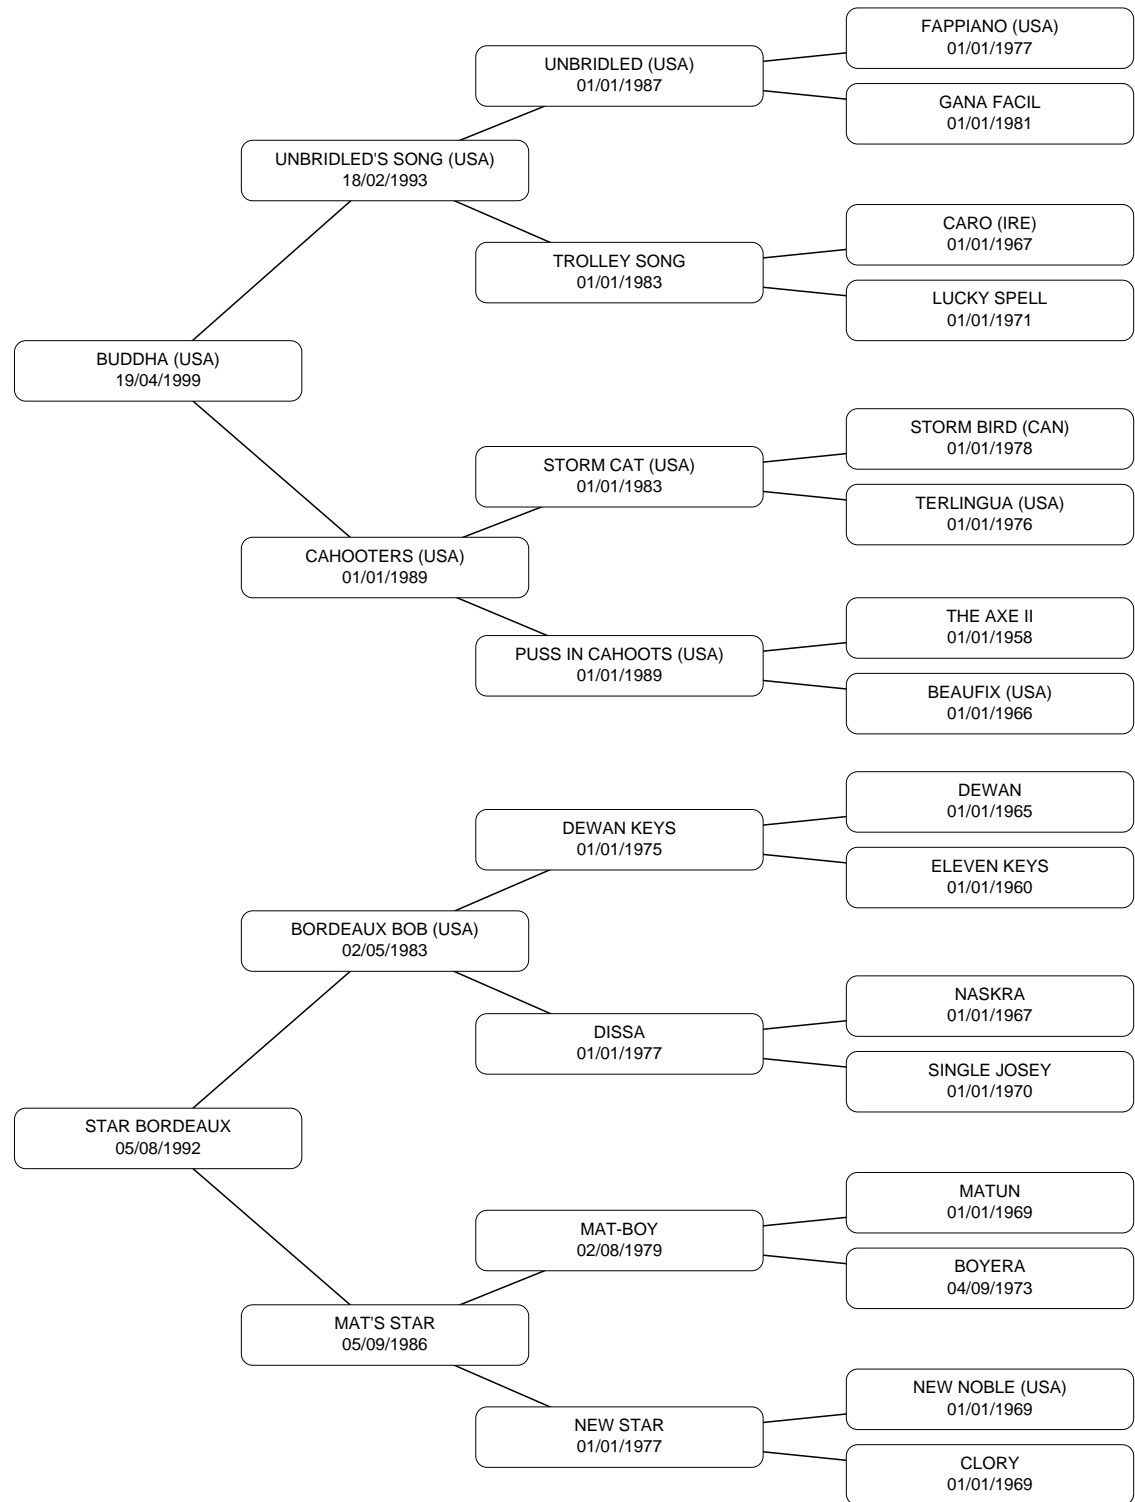 FAPPIANO (USA)
01/01/1977
UNBRIDLED (USA)
01/01/1987
GANA FACIL
01/01/1981
UNBRIDLED'S SONG (USA)
18/02/1993
CARO (IRE)
01/01/1967
TROLLEY SONG
01/01/1983
LUCKY SPELL
01/01/1971
BUDDHA (USA)
19/04/1999
STORM BIRD (CAN)
01/01/1978
STORM CAT (USA)
01/01/1983
TERLINGUA (USA)
01/01/1976
CAHOOTERS (USA)
01/01/1989
THE AXE II
01/01/1958
PUSS IN CAHOOTS (USA)
01/01/1989
BEAUFIX (USA)
01/01/1966
DEWAN
01/01/1965
DEWAN KEYS
01/01/1975
ELEVEN KEYS
01/01/1960
BORDEAUX BOB (USA)
02/05/1983
NASKRA
01/01/1967
DISSA
01/01/1977
SINGLE JOSEY
01/01/1970
STAR BORDEAUX
05/08/1992
MATUN
01/01/1969
MAT-BOY
02/08/1979
BOYERA
04/09/1973
MAT'S STAR
05/09/1986
NEW NOBLE (USA)
01/01/1969
NEW STAR
01/01/1977
CLORY
01/01/1969